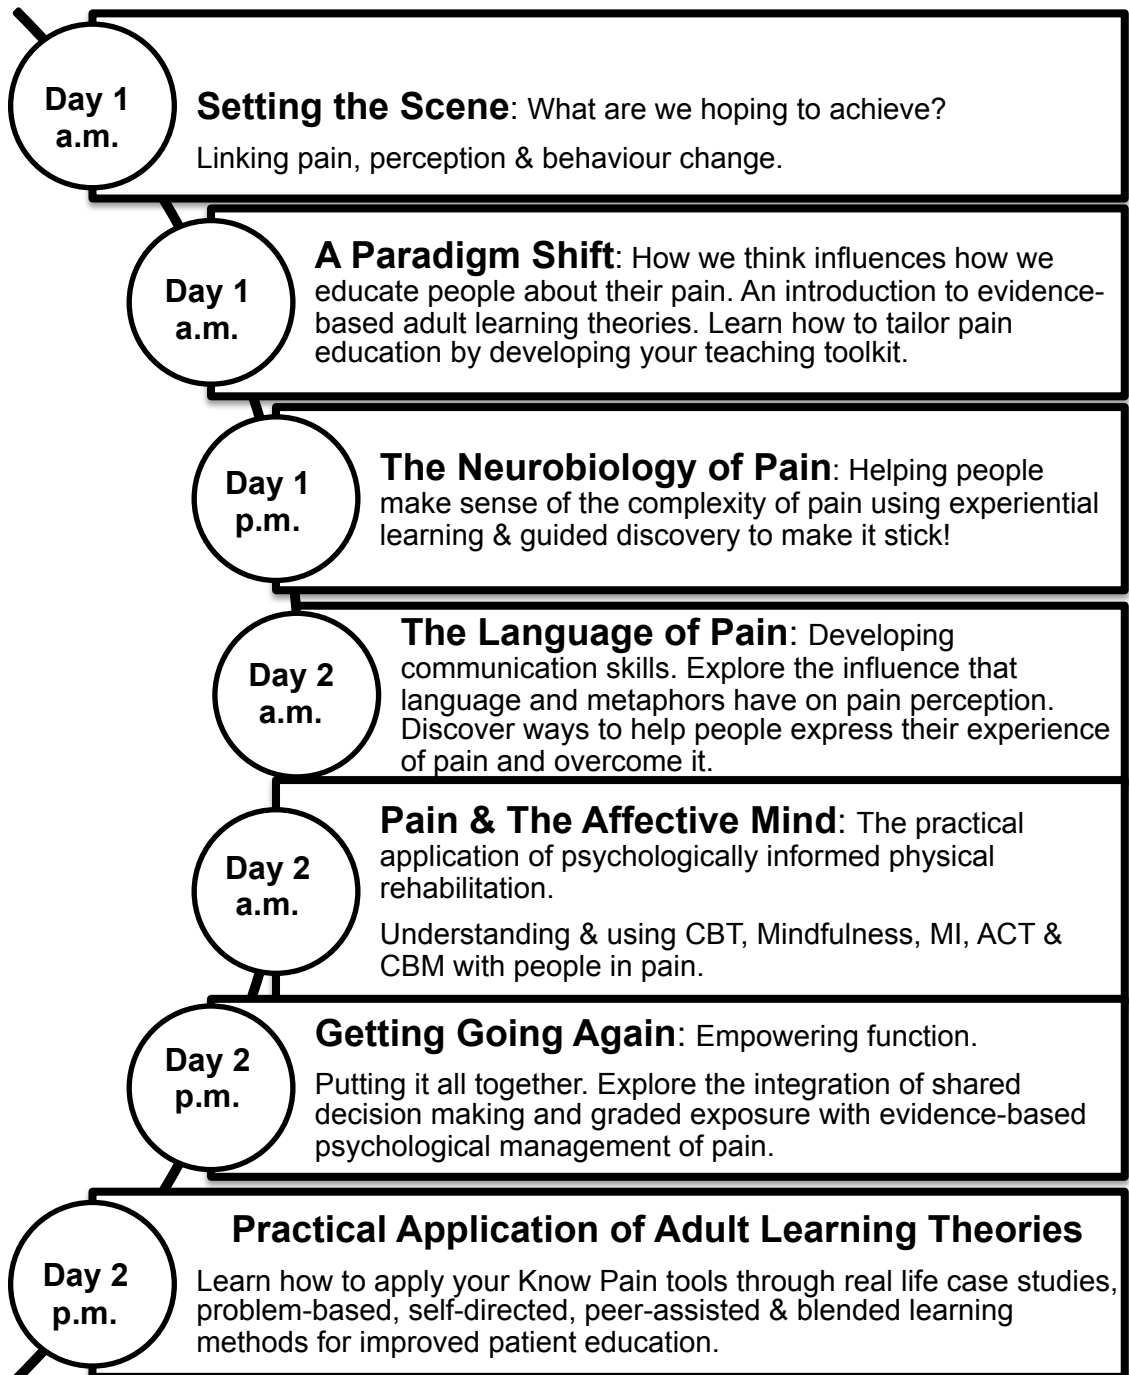 Day 1
a.m.
Setting the Scene: What are we hoping to achieve?
Linking pain, perception & behaviour change.
Day 1
a.m.
A Paradigm Shift: How we think influences how we
educate people about their pain. An introduction to evidence-
based adult learning theories. Learn how to tailor pain
education by developing your teaching toolkit.
Day 1
p.m.
The Neurobiology of Pain: Helping people
make sense of the complexity of pain using experiential
learning & guided discovery to make it stick!
Day 2
a.m.
The Language of Pain: Developing
communication skills. Explore the influence that
language and metaphors have on pain perception.
Discover ways to help people express their experience
of pain and overcome it.
Day 2
a.m.
Pain & The Affective Mind: The practical
application of psychologically informed physical
rehabilitation.
Understanding & using CBT, Mindfulness, MI, ACT &
CBM with people in pain.
Day 2
p.m.
Getting Going Again: Empowering function.
Putting it all together. Explore the integration of shared
decision making and graded exposure with evidence-based
psychological management of pain.
Day 2
p.m.
Practical Application of Adult Learning Theories
Learn how to apply your Know Pain tools through real life case studies,
problem-based, self-directed, peer-assisted & blended learning
methods for improved patient education.